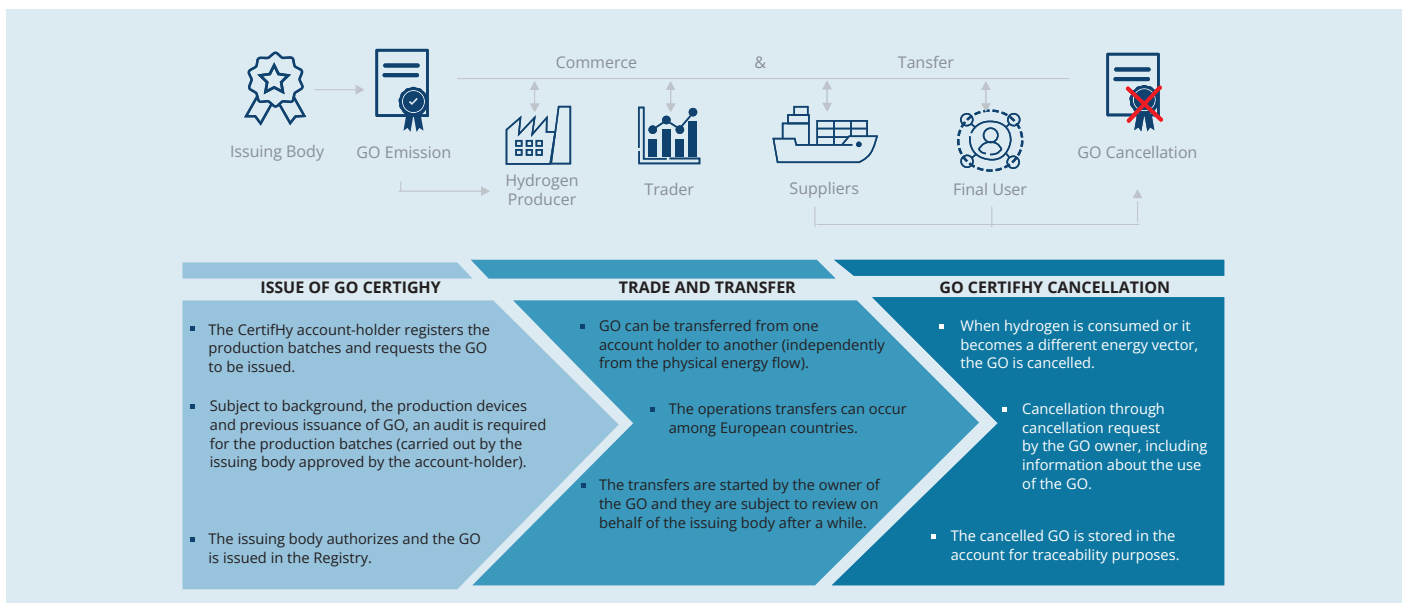 Commerce & Tansfer
Issuing Body
GO Emission
Hydrogen
Producer
Trader
Suppliers
Final User
GO Cancellation
ISSUE OF GO CERTIGHY
The CertifHy account-holder registers the
production batches and requests the GO
to be issued.
Subject to background, the production devices
and previous issuance of GO, an audit is required
for the production batches (carried out by the
issuing body approved by the account-holder).
The issuing body authorizes and the GO
is issued in the Registry.
TRADE AND TRANSFER
GO can be transferred from one
account holder to another (independently
from the physical energy flow).
The operations transfers can occur
among European countries.
The transfers are started by the owner of
the GO and they are subject to review on
behalf of the issuing body after a while.
GO CERTIFHY CANCELLATION
When hydrogen is consumed or it
becomes a different energy vector,
the GO is cancelled.
Cancellation through
cancellation request
by the GO owner, including
information about the use
of the GO.
The cancelled GO is stored in the
account for traceability purposes.